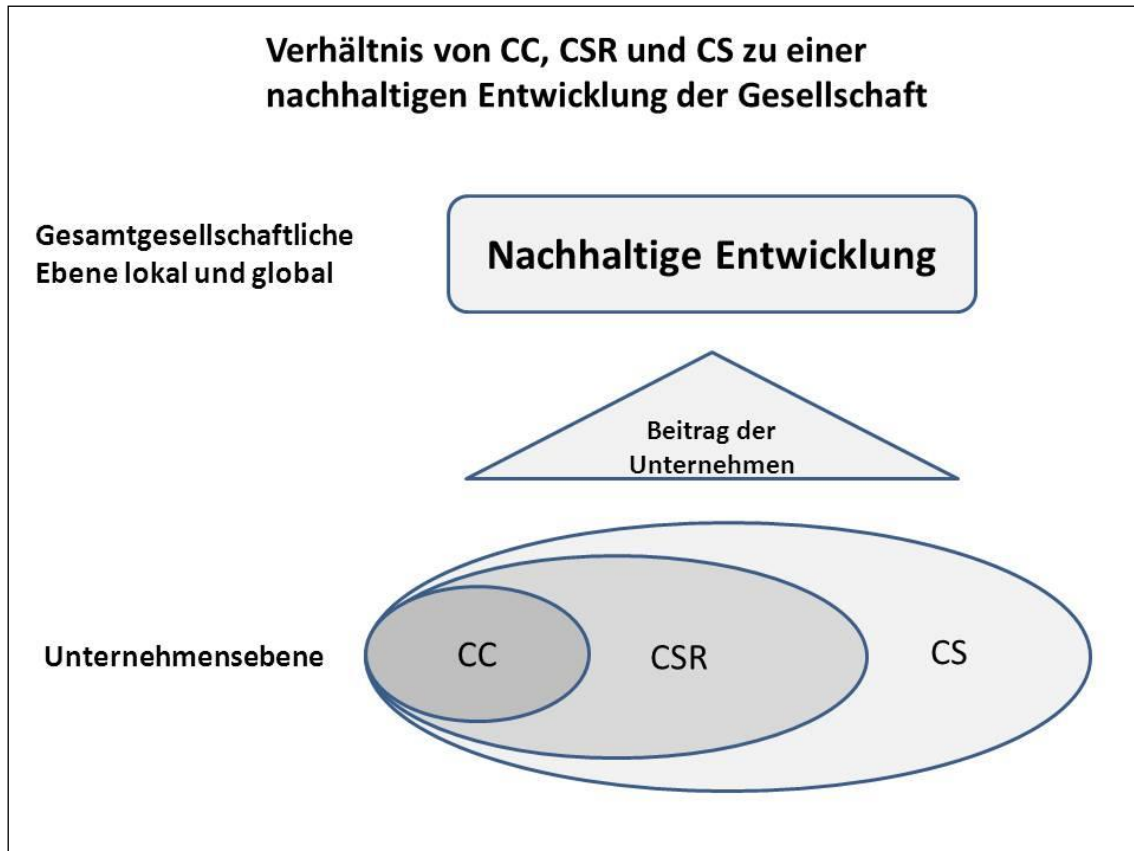 Verhältnis von CC, CSR und CS zu einer
nachhaltigen Entwicklung der Gesellschaft
Gesamtgesellschaftliche
Ebene lokal und global
Nachhaltige Entwicklung
Beitrag der
Unternehmen
Unternehmensebene
CC
CSR
CS